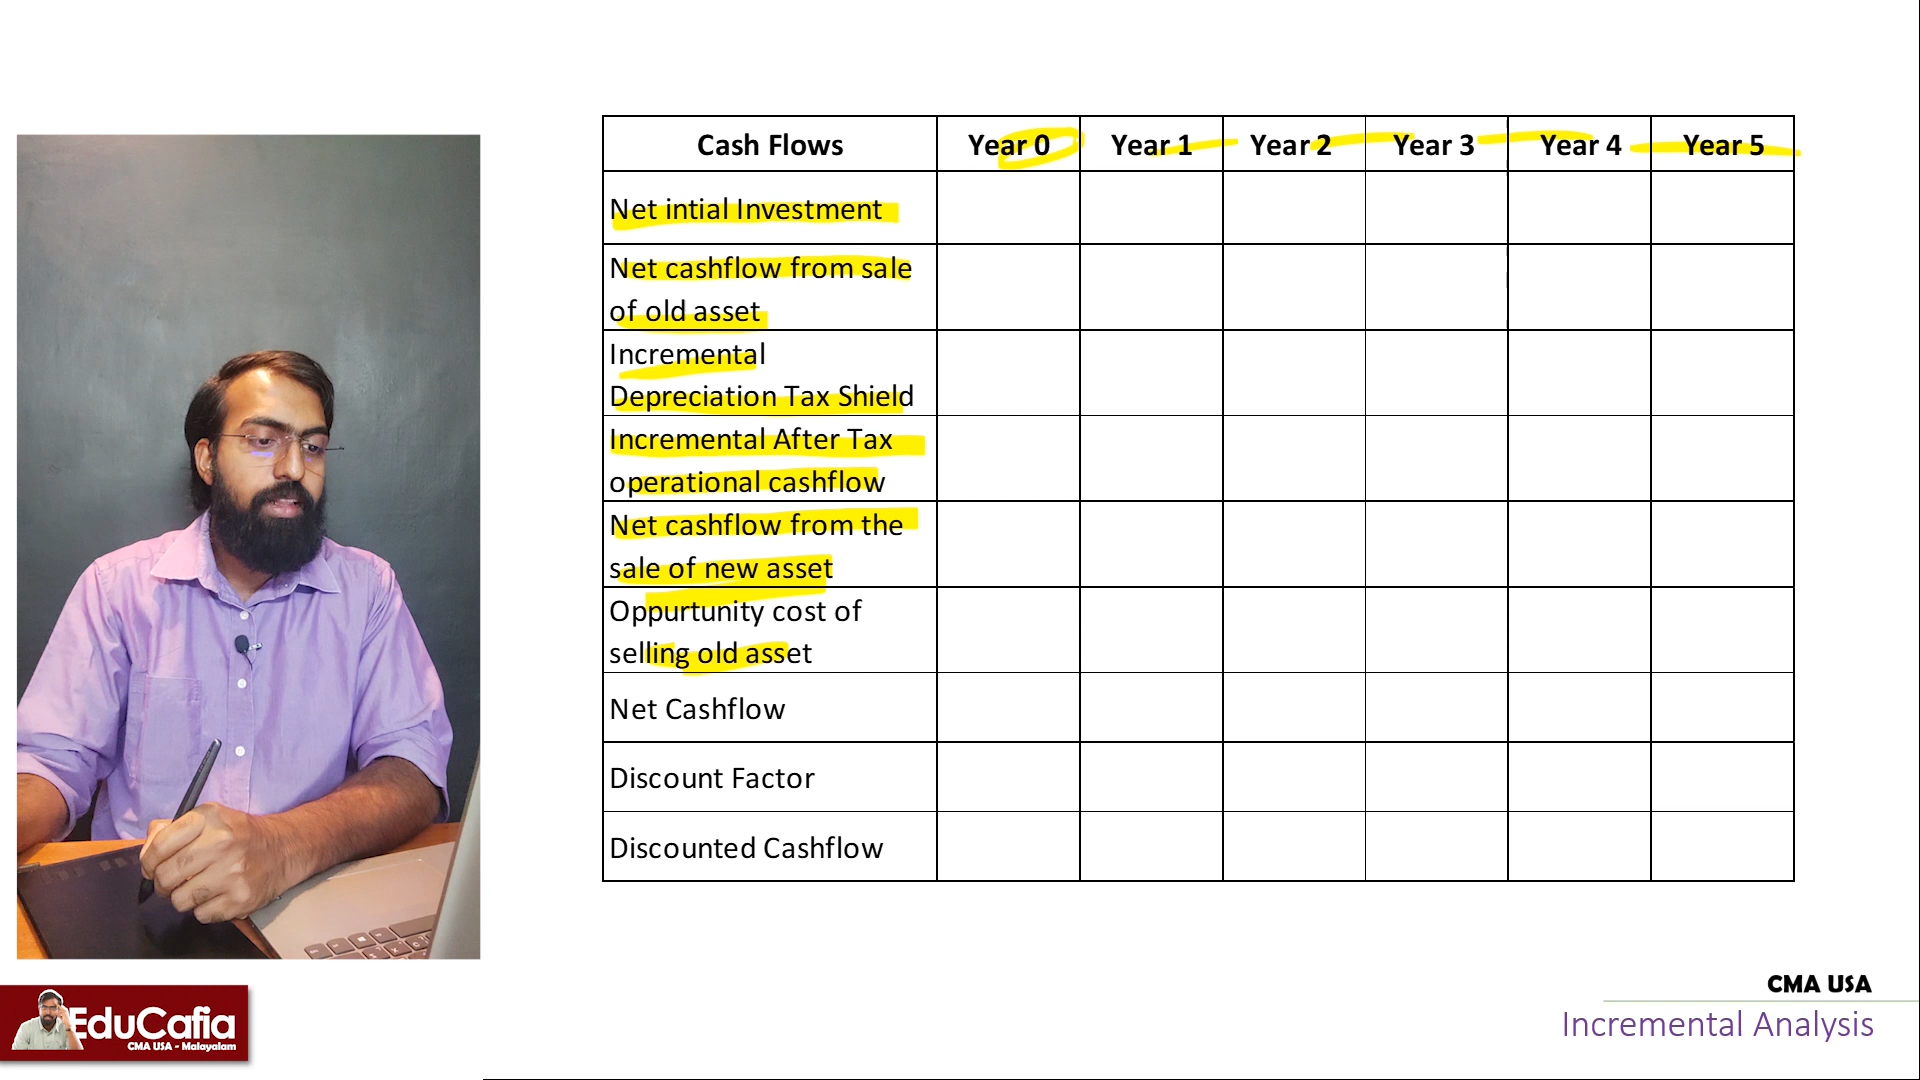 Cash Flows Year 0 Year 1 Year 2 Year 3 Year 4 Year 5
Net intial Investment
Net cashflow from sale
of old asset
Incremental
Depreciation Tax Shield
Incremental After Tax
operational cashflow
Net cashflow from the
sale of new asset
Oppurtunity cost of
selling old asset
Net Cashflow
Discount Factor
Discounted Cashflow
EduCafia
CMA USA - Malayalam
CMA USA
Incremental Analysis